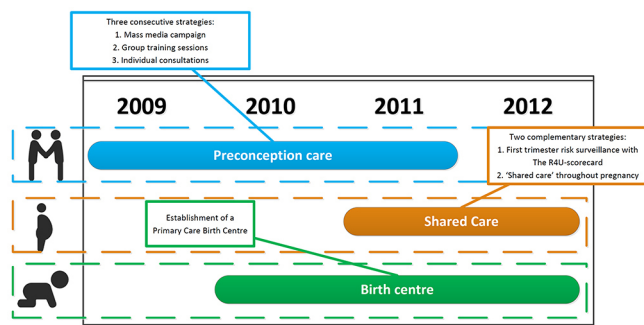 Three consecutive strategies:
1. Mass media campaign
2. Group training sessions
3. Individual consultations
2009 2010 2011 2012
Preconception care
Two complementary strategies:
1. First trimester risk surveillance with
The R4U-scorecard
2. ‘Shared care’ throughout pregnancy
Establishment of a
Primary Care Birth Centre
Shared Care
Birth centre